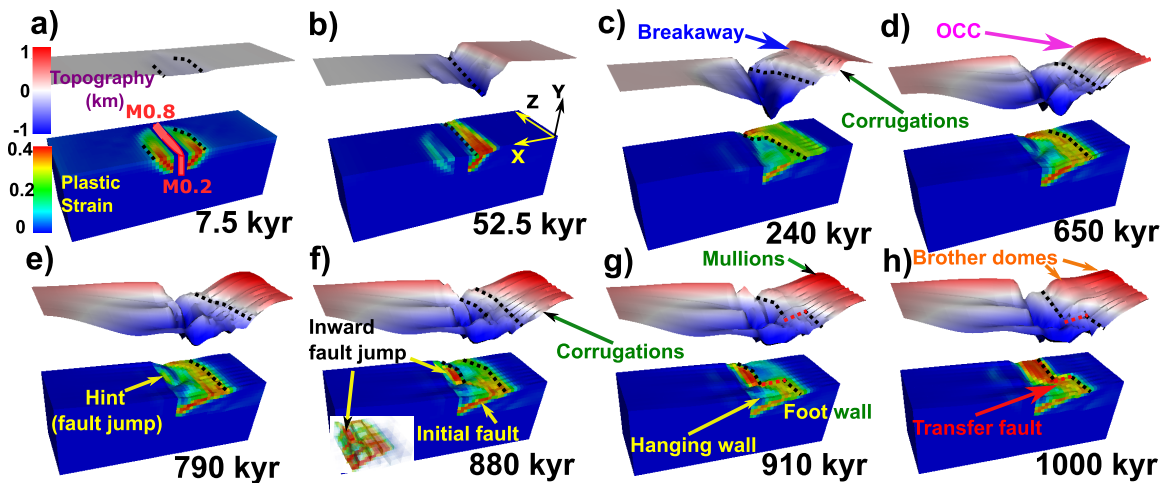 a)
1
Topography
0
(km)
-1
M0.8
0.4
0.2
Plastic
Strain
M0.2
0
7.5 kyr
b)
Z
Y
X
52.5 kyr
c)
Breakaway
Corrugations
240 kyr
d)
OCC
650 kyr
e)
Hint
(fault jump)
790 kyr
f)
Inward
fault jump
Corrugations
Initial fault
880 kyr
g)
Mullions
Foot wall
Hanging wall
910 kyr
h)
Brother domes
Transfer fault
1000 kyr